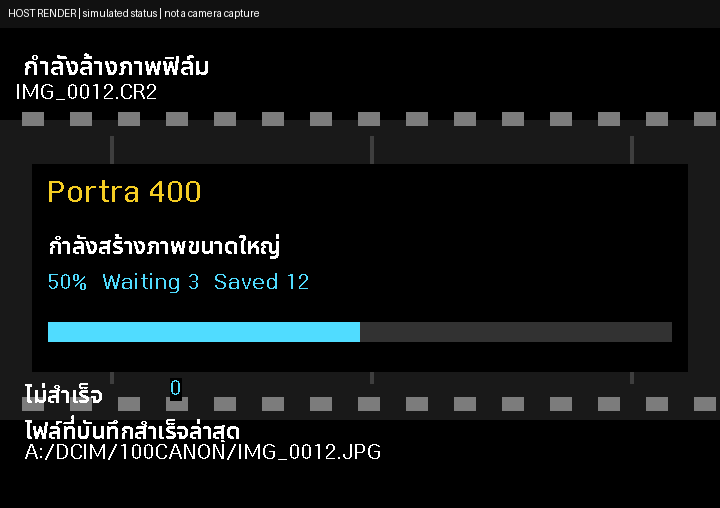 HOST RENDER | simulated status | not a camera capture
กำลังล้างภาพฟิล์ม
IMG_0012.CR2
Portra 400
กำลังสร้างภาพขนาดใหญ่
50% Waiting 3 Saved 12
ไม่สำเร็จ 0
ไฟล์ที่บันทึกสำเร็จล่าสุด
A:/DCIM/100CANON/IMG_0012.JPG